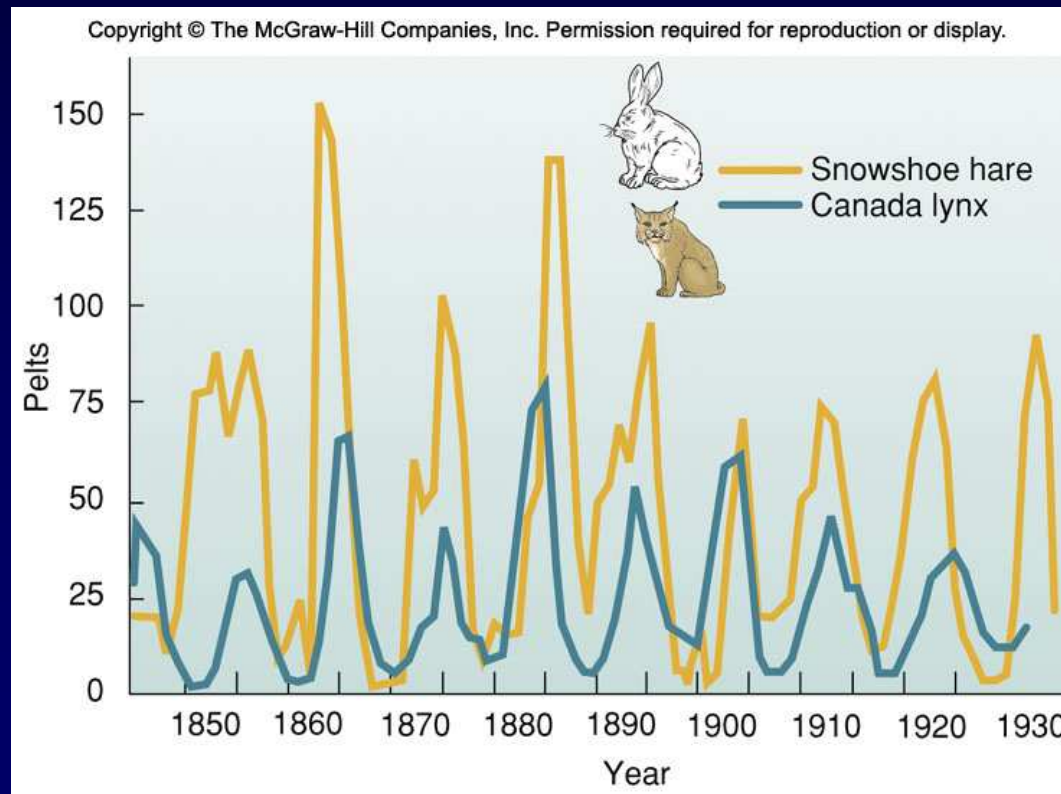 Copyright © The McGraw-Hill Companies, Inc. Permission required for reproduction or display.
150
125
100
75
50
25
0
Pelts
Snowshoe hare
Canada lynx
1850 1860 1870 1880 1890 1900 1910 1920 1930
Year